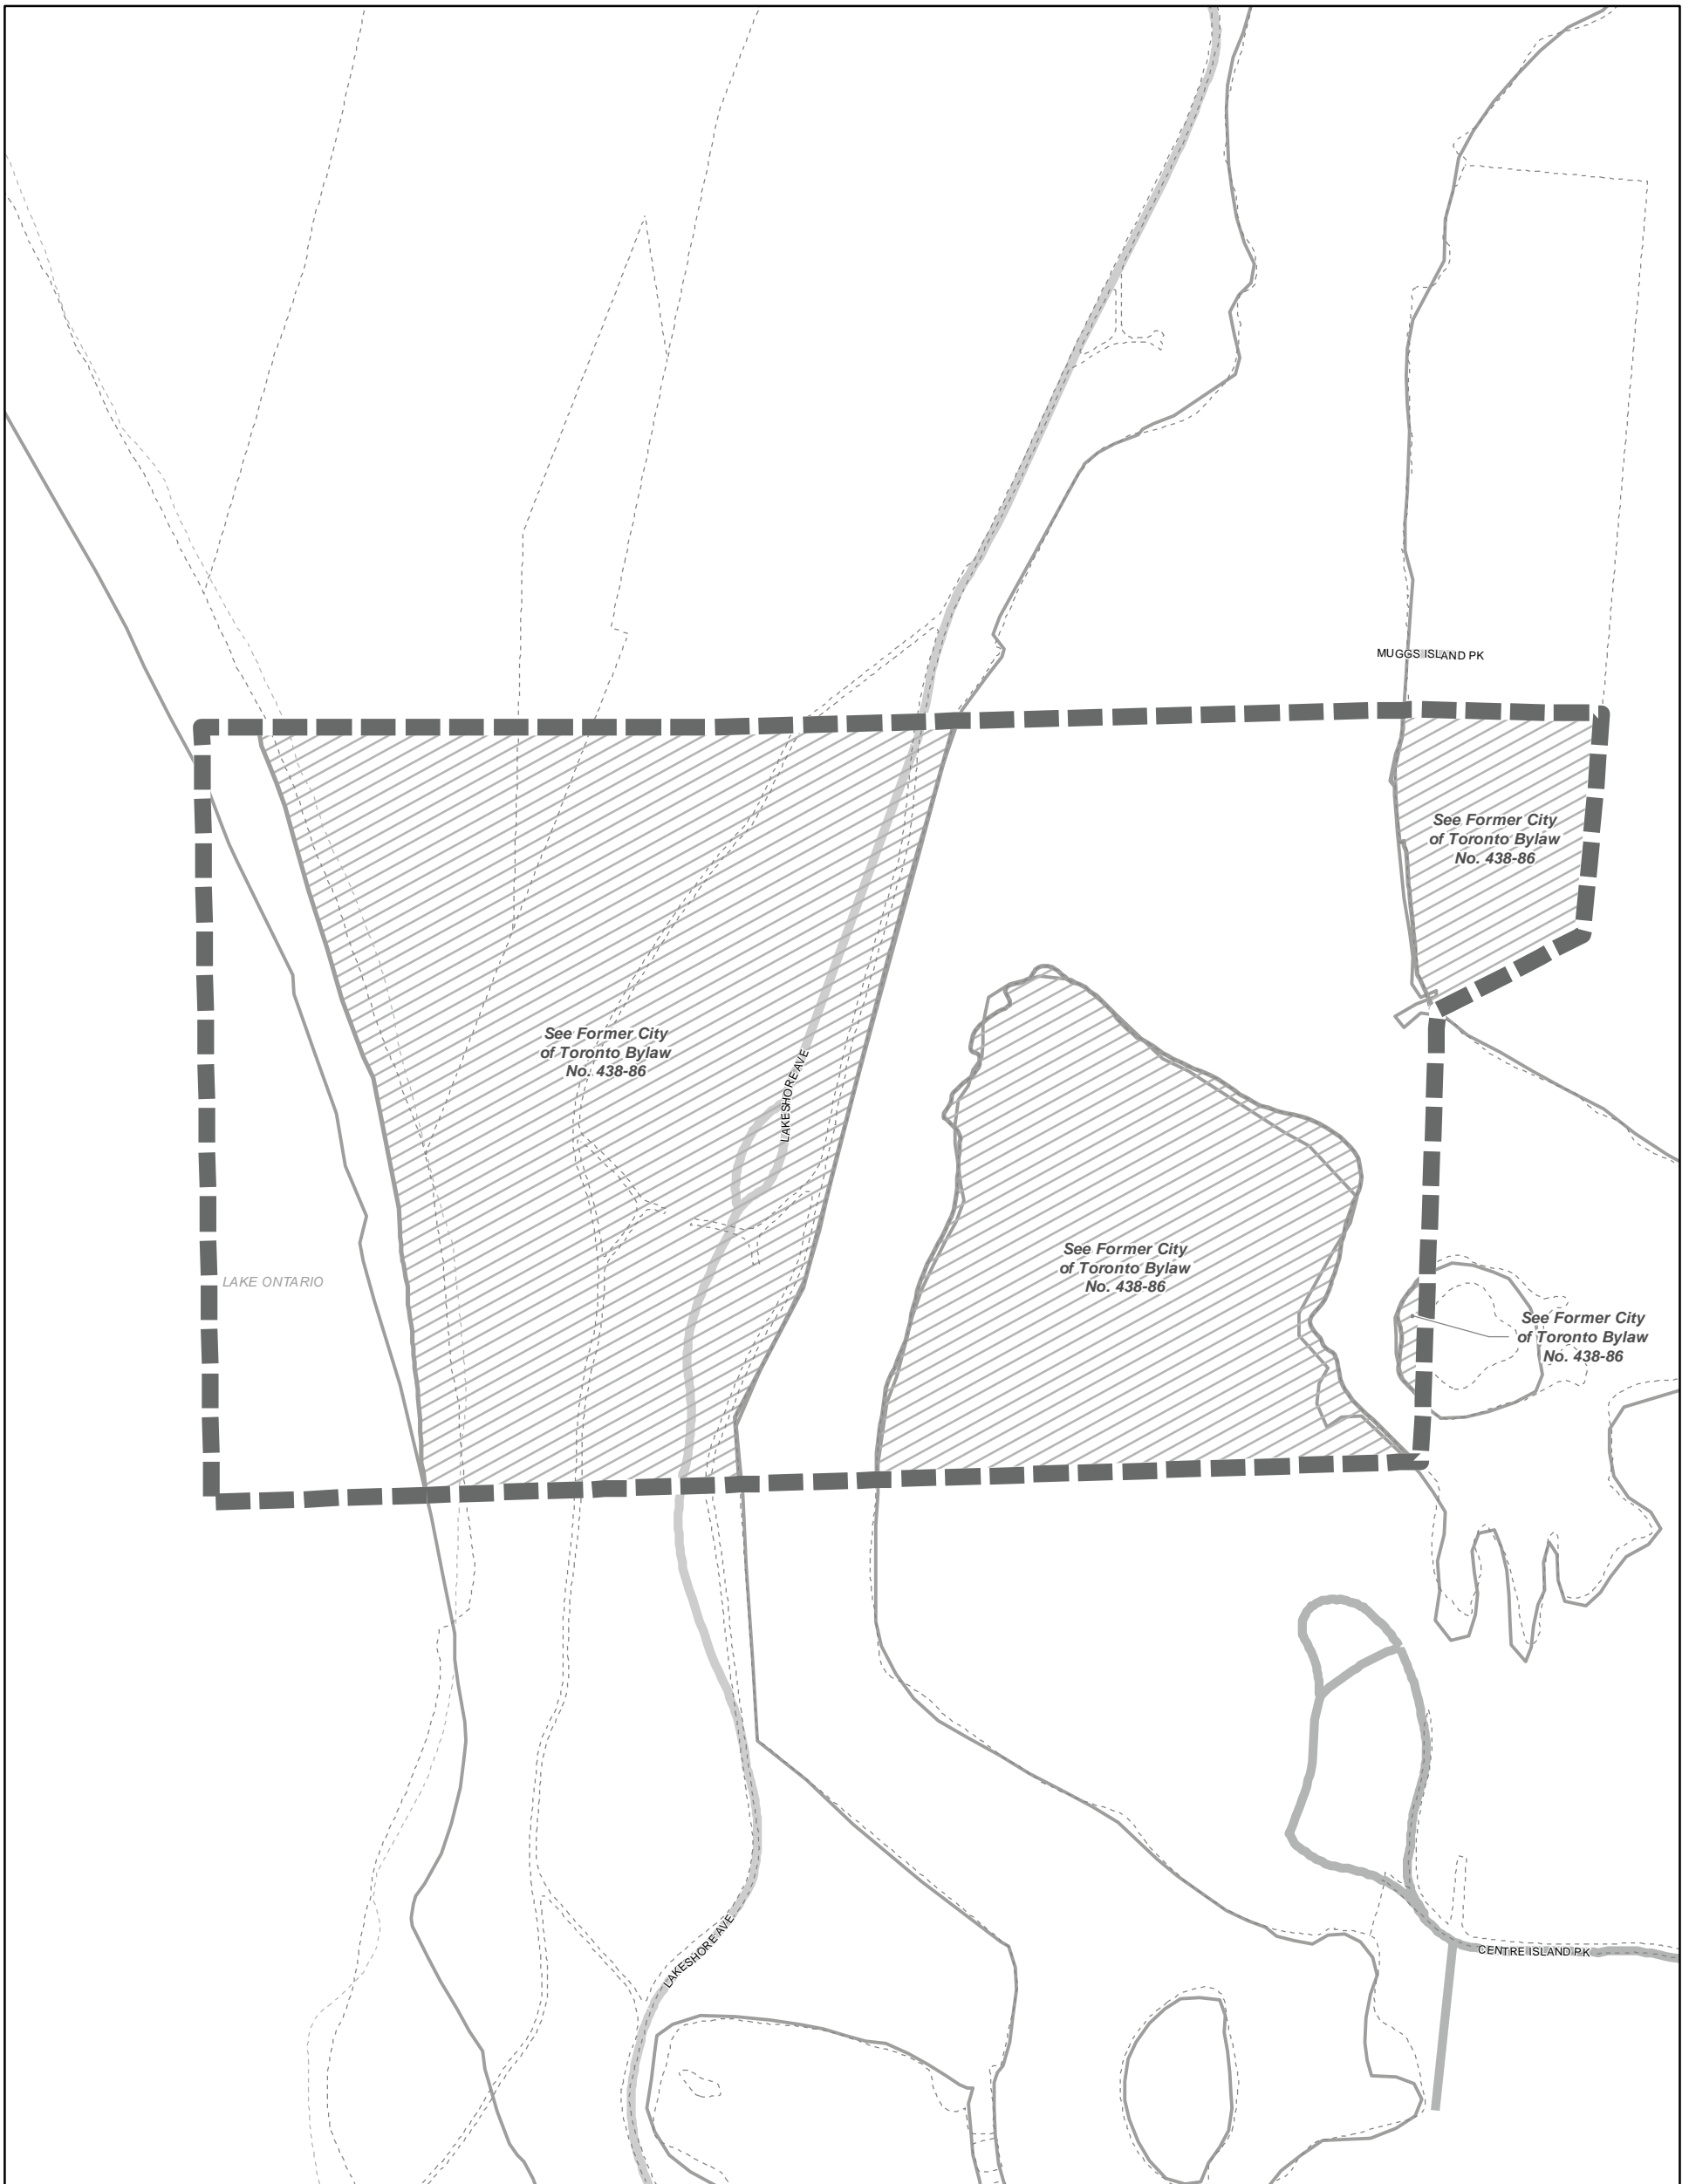 MUGGS ISLAND PK
See Former City
of Toronto Bylaw
No. 438-86
See Former City
of Toronto Bylaw
No. 438-86
LAKESHORE AVE
See Former City
of Toronto Bylaw
No. 438-86
LAKE ONTARIO
See Former City
of Toronto Bylaw
No. 438-86
LAKESHORE AVE
CENTRE ISLAND PK